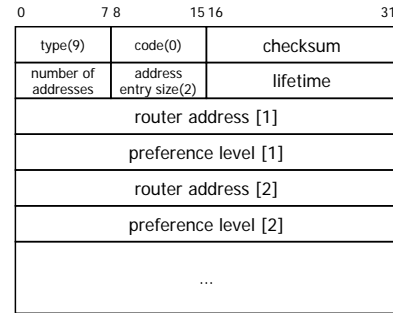 0 7 8 15 16 31
type(9) code(0) checksum
number of addresses address entry size(2) lifetime
router address [1]
preference level [1]
router address [2]
preference level [2]
...